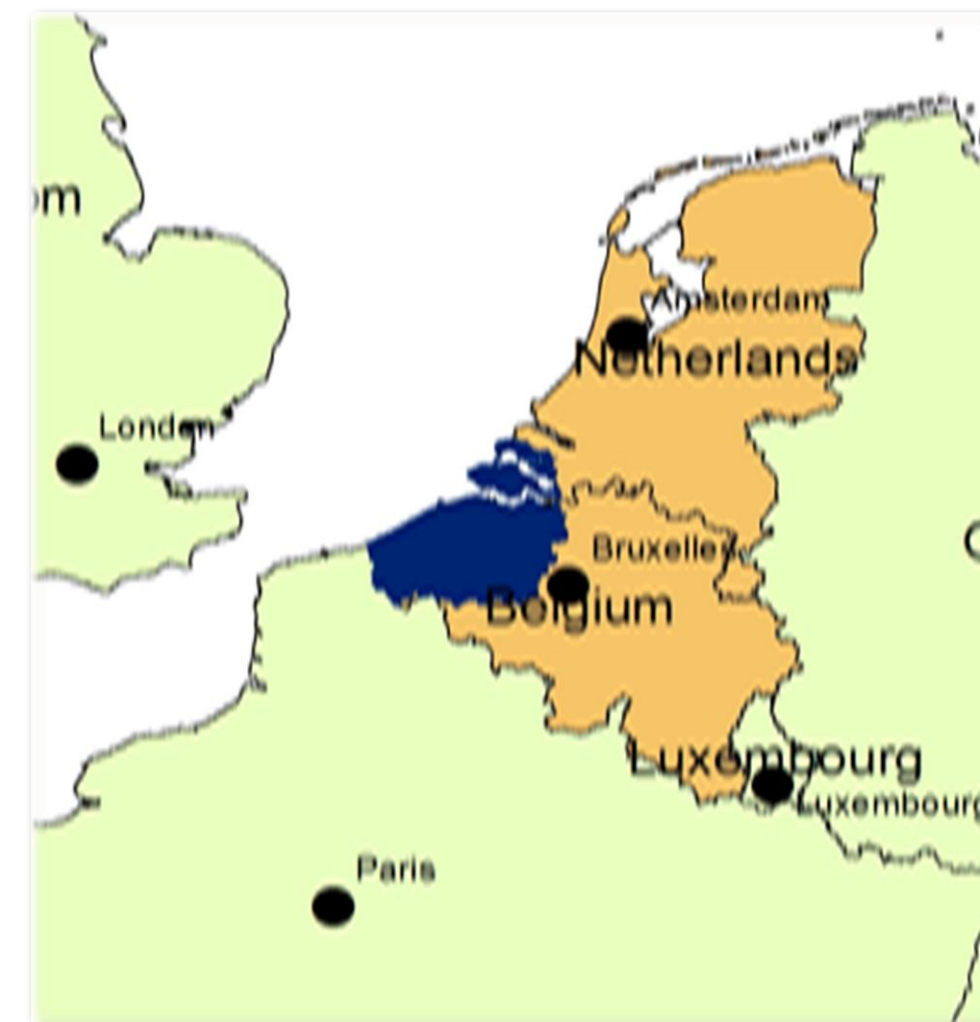 om
Amsterdam
Netherlands
London
Bruxelles
Belgium
Luxembourg
Luxembourg
Paris